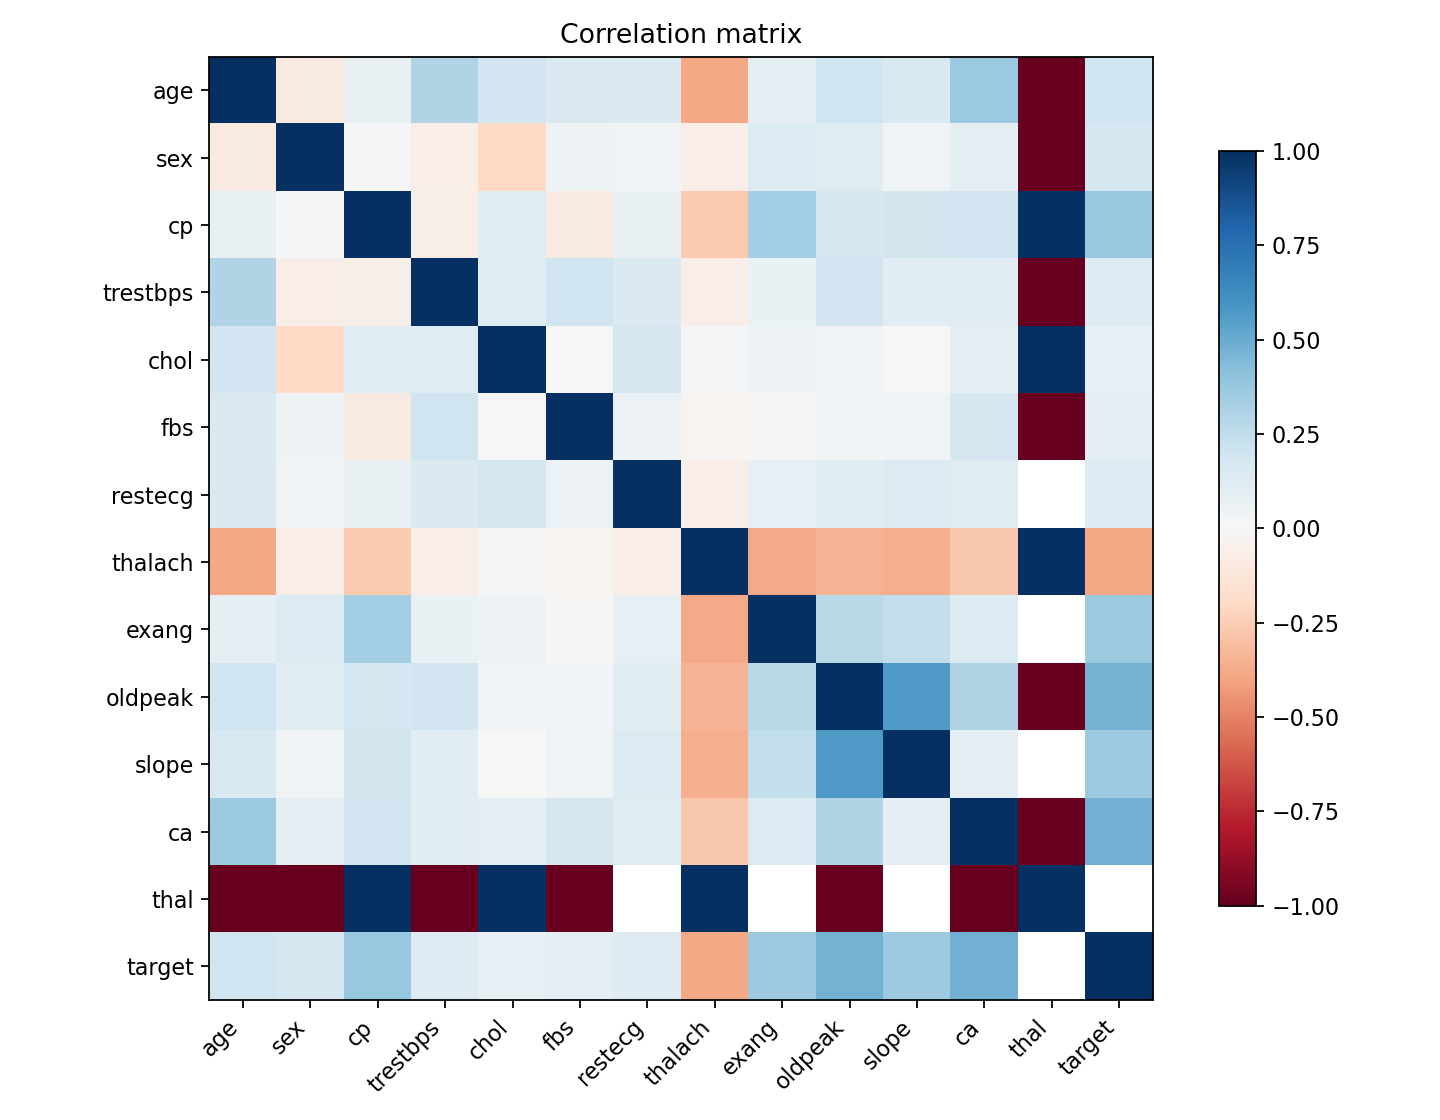 Correlation matrix
age
sex
cp
trestbps
chol
fbs
restecg
thalach
exang
oldpeak
slope
ca
thal
target
age
sex
cp
trestbps
chol
fbs
restecg
thalach
exang
oldpeak
slope
ca
thal
target
1.00
0.75
0.50
0.25
0.00
−0.25
−0.50
−0.75
−1.00